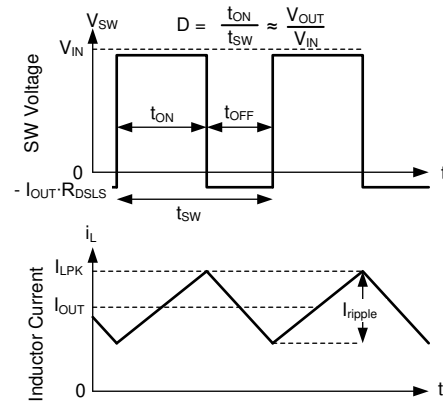 V_SW
D = t_ON / t_SW ≈ V_OUT / V_IN
V_IN
SW Voltage
t_ON
t_OFF
t
0
- I_OUT·R_DSLS
t_SW
i_L
I_LPK
I_OUT
Inductor Current
I_ripple
0
t